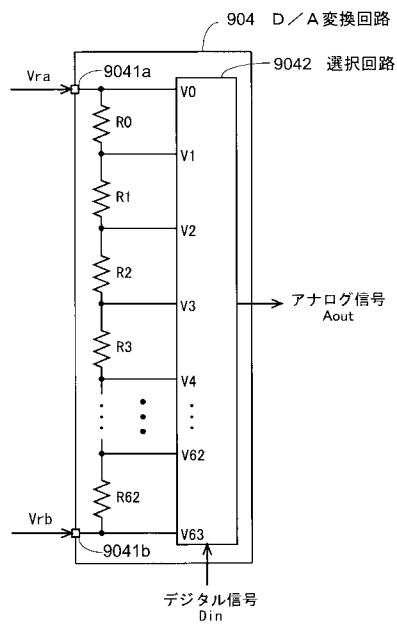 904 D/A変換回路
9042 選択回路
9041a
Vra
V0
R0
V1
R1
V2
R2
V3
アナログ信号
Aout
R3
V4
V62
R62
Vrb
V63
9041b
デジタル信号
Din